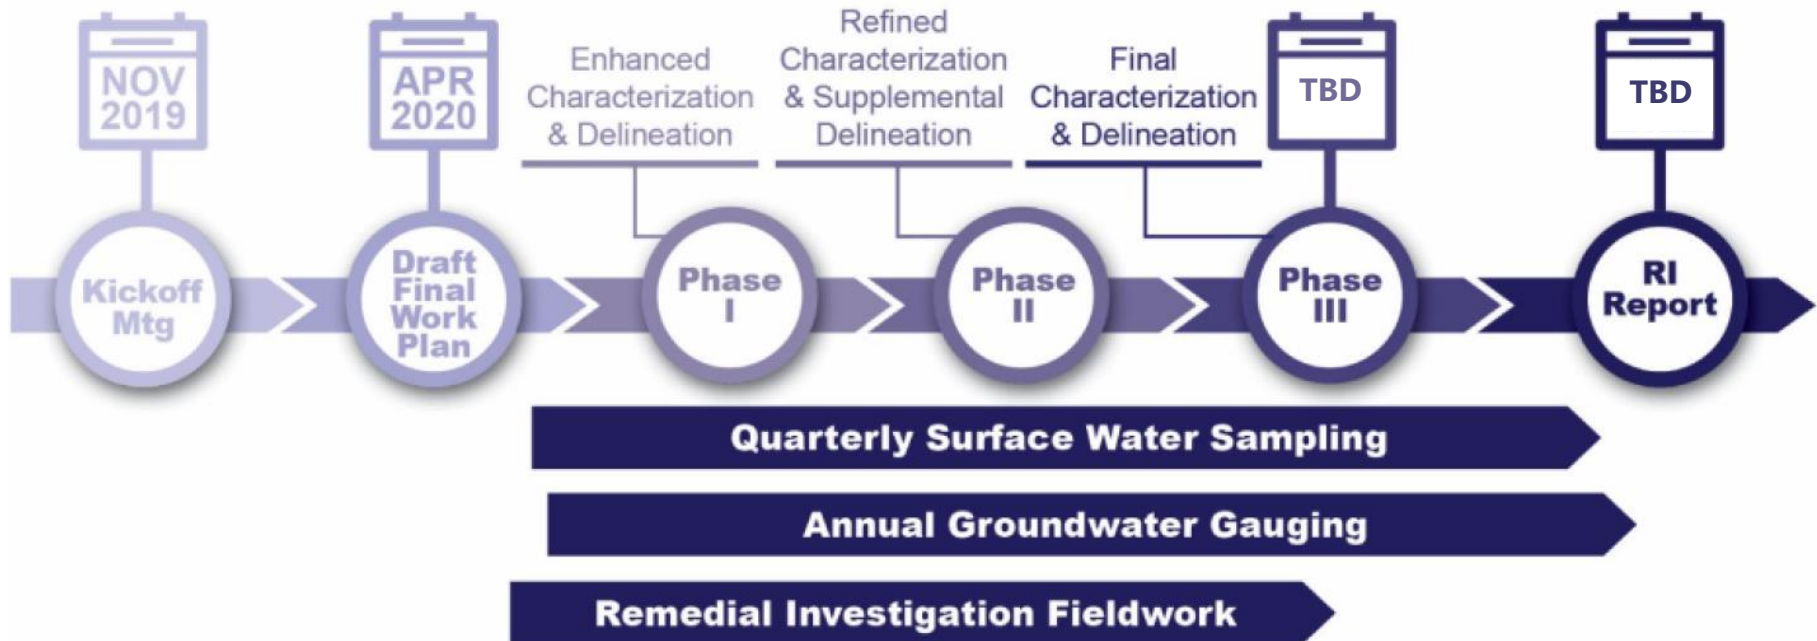 NOV
2019
APR
2020
Enhanced
Characterization
& Delineation
Refined
Characterization
& Supplemental
Delineation
Final
Characterization
& Delineation
TBD
TBD
Kickoff
Mtg
Draft
Final
Work
Plan
Phase
I
Phase
II
Phase
III
RI
Report
Quarterly Surface Water Sampling
Annual Groundwater Gauging
Remedial Investigation Fieldwork